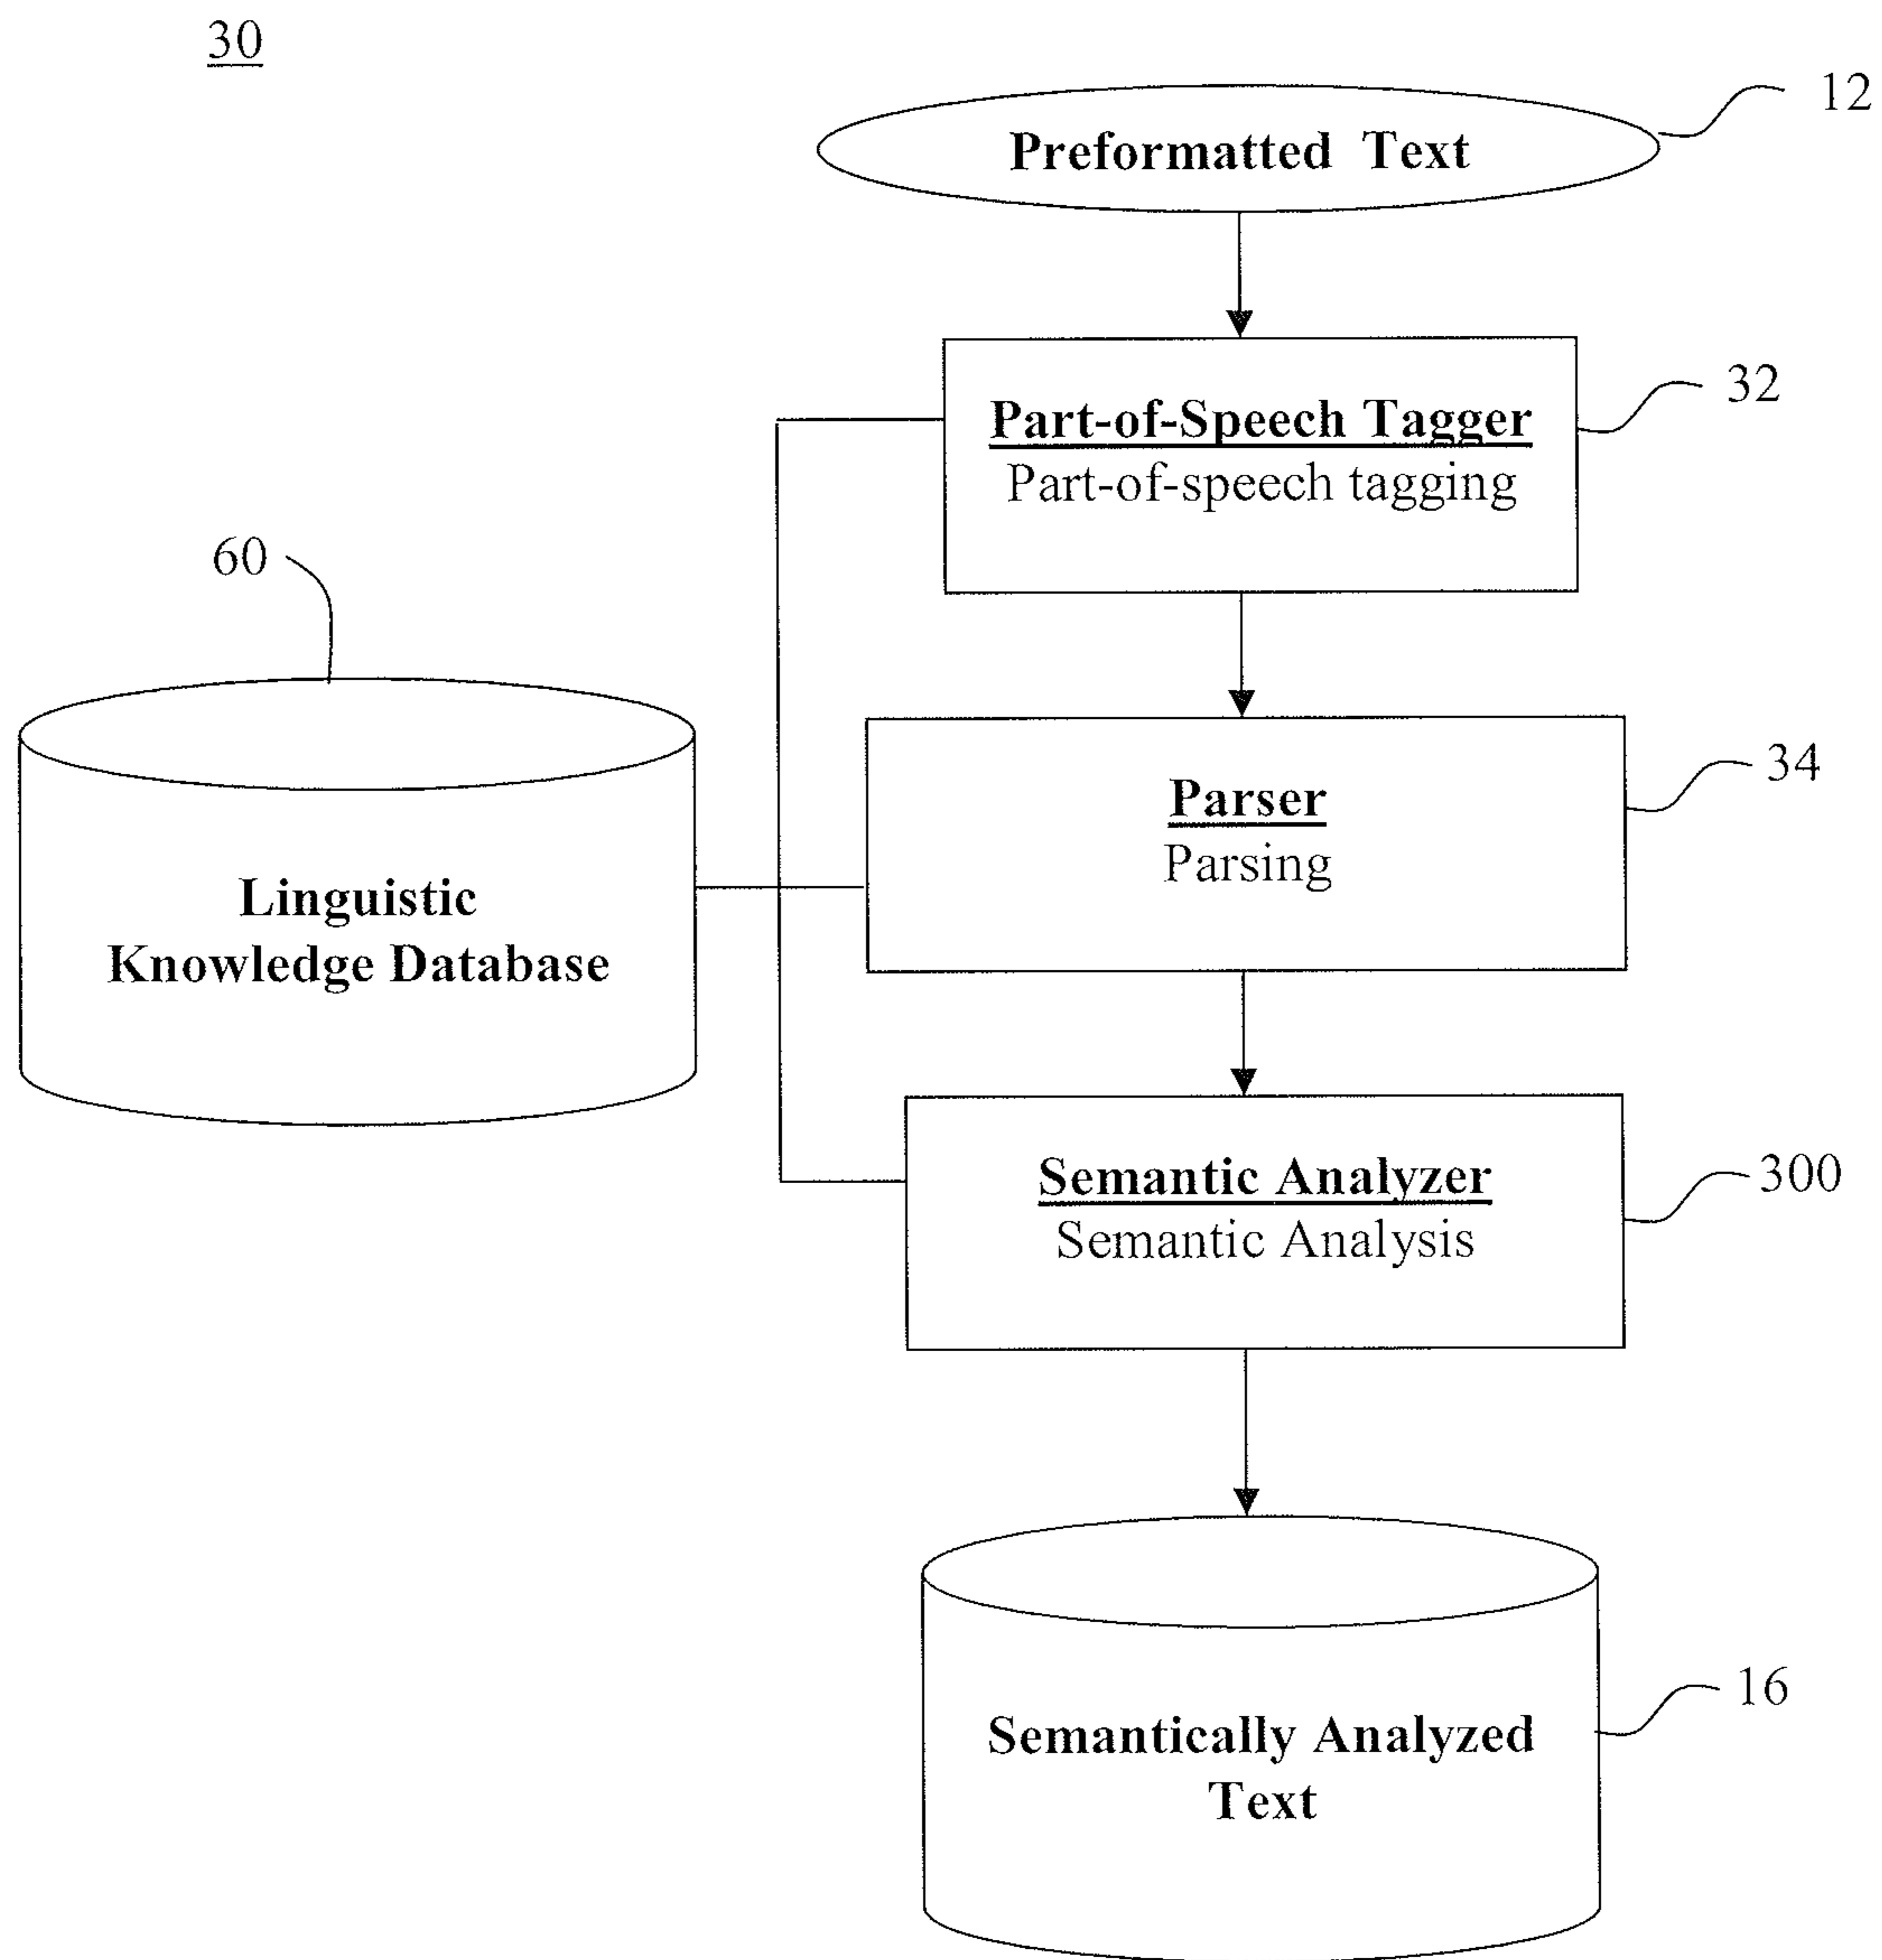 30
12
Preformatted Text
32
Part-of-Speech Tagger
Part-of-speech tagging
60
34
Parser
Parsing
Linguistic
Knowledge Database
300
Semantic Analyzer
Semantic Analysis
16
Semantically Analyzed
Text